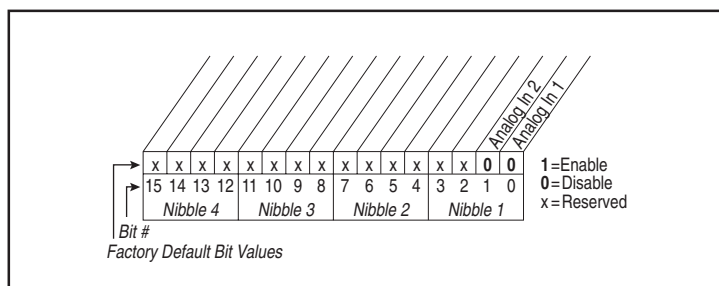 Analog In 2
Analog In 1
x x x x x x x x x x x x x x 0 0
15 14 13 12 11 10 9 8 7 6 5 4 3 2 1 0
Nibble 4 Nibble 3 Nibble 2 Nibble 1
1=Enable
0=Disable
x=Reserved
Bit #
Factory Default Bit Values